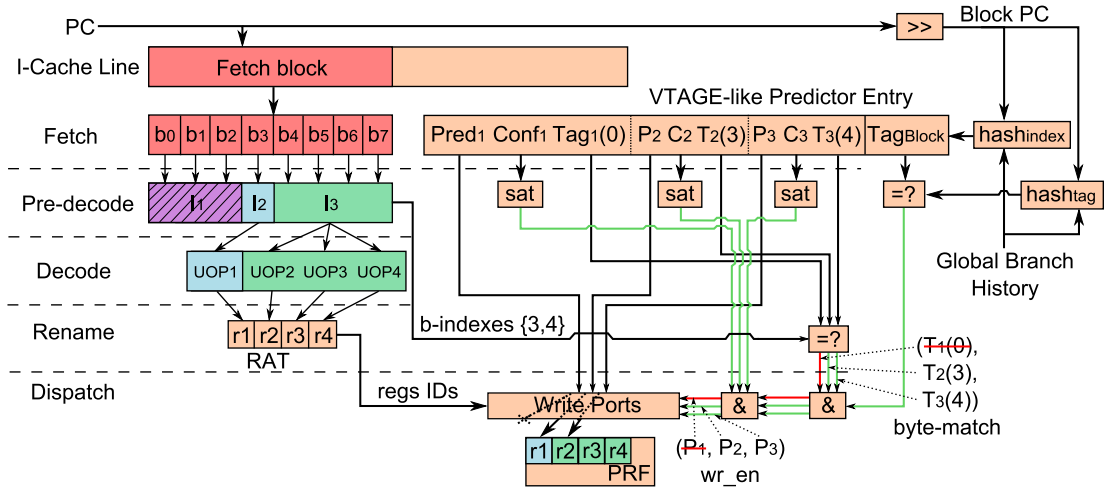 PC
>>
Block PC
I-Cache Line
Fetch block
VTAGE-like Predictor Entry
Fetch
b0 b1 b2 b3 b4 b5 b6 b7
Pred1 Conf1 Tag1(0) P2 C2 T2(3) P3 C3 T3(4) TagBlock
hashindex
Pre-decode
I1 I2 I3
sat sat sat
=?
hashtag
Decode
UOP1 UOP2 UOP3 UOP4
Global Branch
History
Rename
r1 r2 r3 r4
RAT
b-indexes {3,4}
=?
(T1(0),
T2(3),
T3(4))
byte-match
Dispatch
regs IDs
Write Ports
&
&
r1 r2 r3 r4
PRF
(P1, P2, P3)
wr_en